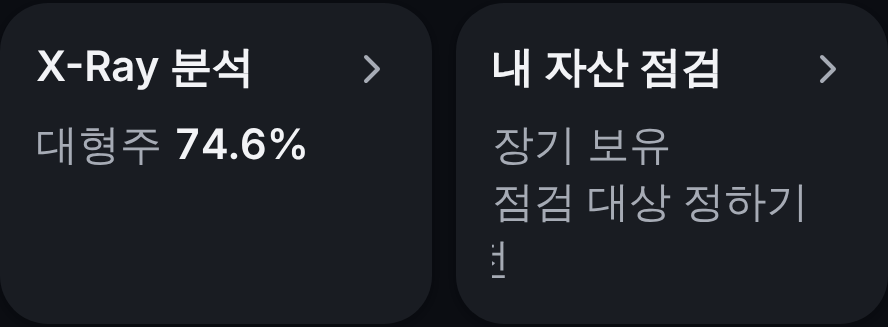 X-Ray 분석
대형주 74.6%
내 자산 점검
장기 보유
점검 대상 정하기
전